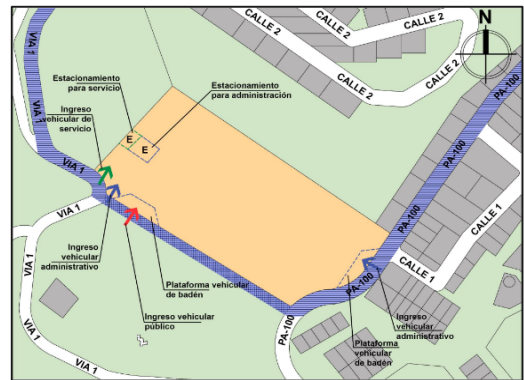 VIA 1
CALLE 2
CALLE 2
N
Estacionamiento
para servicio
Estacionamiento
para administración
CALLE 2
CALLE 2
PA-100
Ingreso
vehicular de
servicio
VIA 1
E
E
PA-100
VIA 1
VIA 1
CALLE 1
PA-100
VIA 1
Ingreso
vehicular
administrativo
Plataforma vehicular
de badén
Ingreso vehicular
público
CALLE 1
PA-100
PA-100
Ingreso
vehicular
administrativo
Plataforma
vehicular
de badén